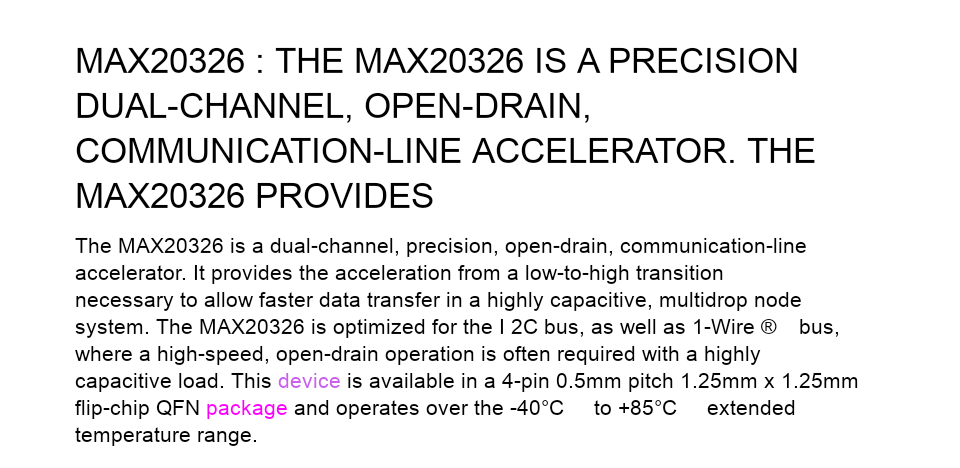 MAX20326 : THE MAX20326 IS A PRECISION
DUAL-CHANNEL, OPEN-DRAIN,
COMMUNICATION-LINE ACCELERATOR. THE
MAX20326 PROVIDES
The MAX20326 is a dual-channel, precision, open-drain, communication-line
accelerator. It provides the acceleration from a low-to-high transition
necessary to allow faster data transfer in a highly capacitive, multidrop node
system. The MAX20326 is optimized for the I 2C bus, as well as 1-Wire ® bus,
where a high-speed, open-drain operation is often required with a highly
capacitive load. This device is available in a 4-pin 0.5mm pitch 1.25mm x 1.25mm
flip-chip QFN package and operates over the -40°C to +85°C extended
temperature range.